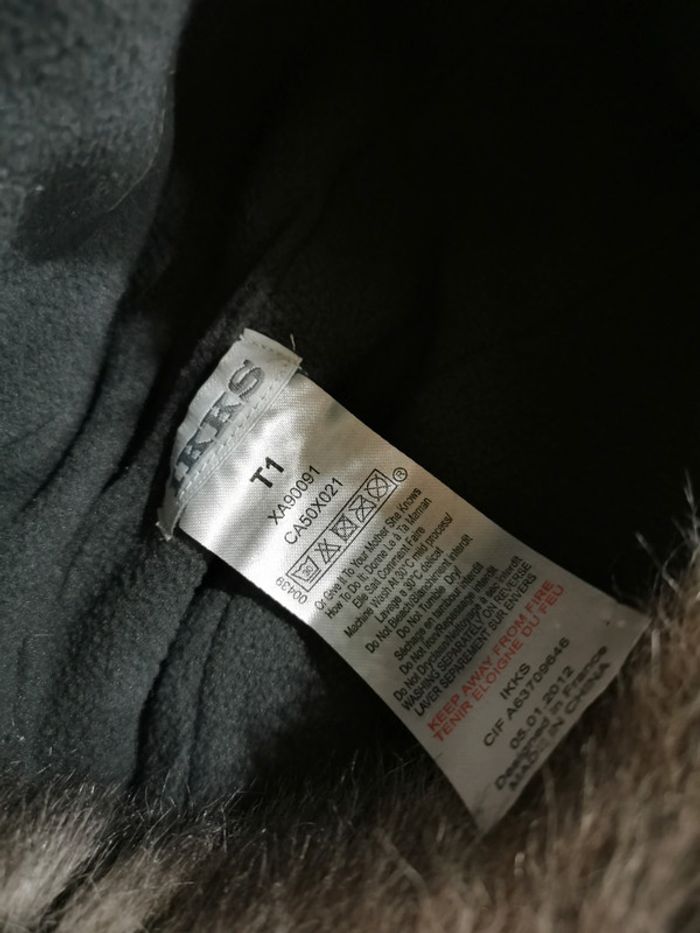 IKKS
T1
XA90091
CA50X021
30
®
00439
Or Give It To Your Mother She Knows
How To Do It/ Donne Le à Ta Maman
Elle Sait Comment Faire
Machine Wash At 30°C mild process/
Lavage a 30°C delicat
Do Not Bleach/Blanchiment interdit
Do Not Tumble Dry/
Séchage en tambour interdit
Do Not Iron/Repassage interdit
Do Not Dryclean/Nettoyage a sec interdit
WASHING SEPARATELY ON REVERSE
LAVER SEPAREMENT SUR ENVERS
KEEP AWAY FROM FIRE
TENIR ELOIGNE DU FEU
IKKS
CIF A63709646
05.01.2012
Designed in France
MADE IN CHINA